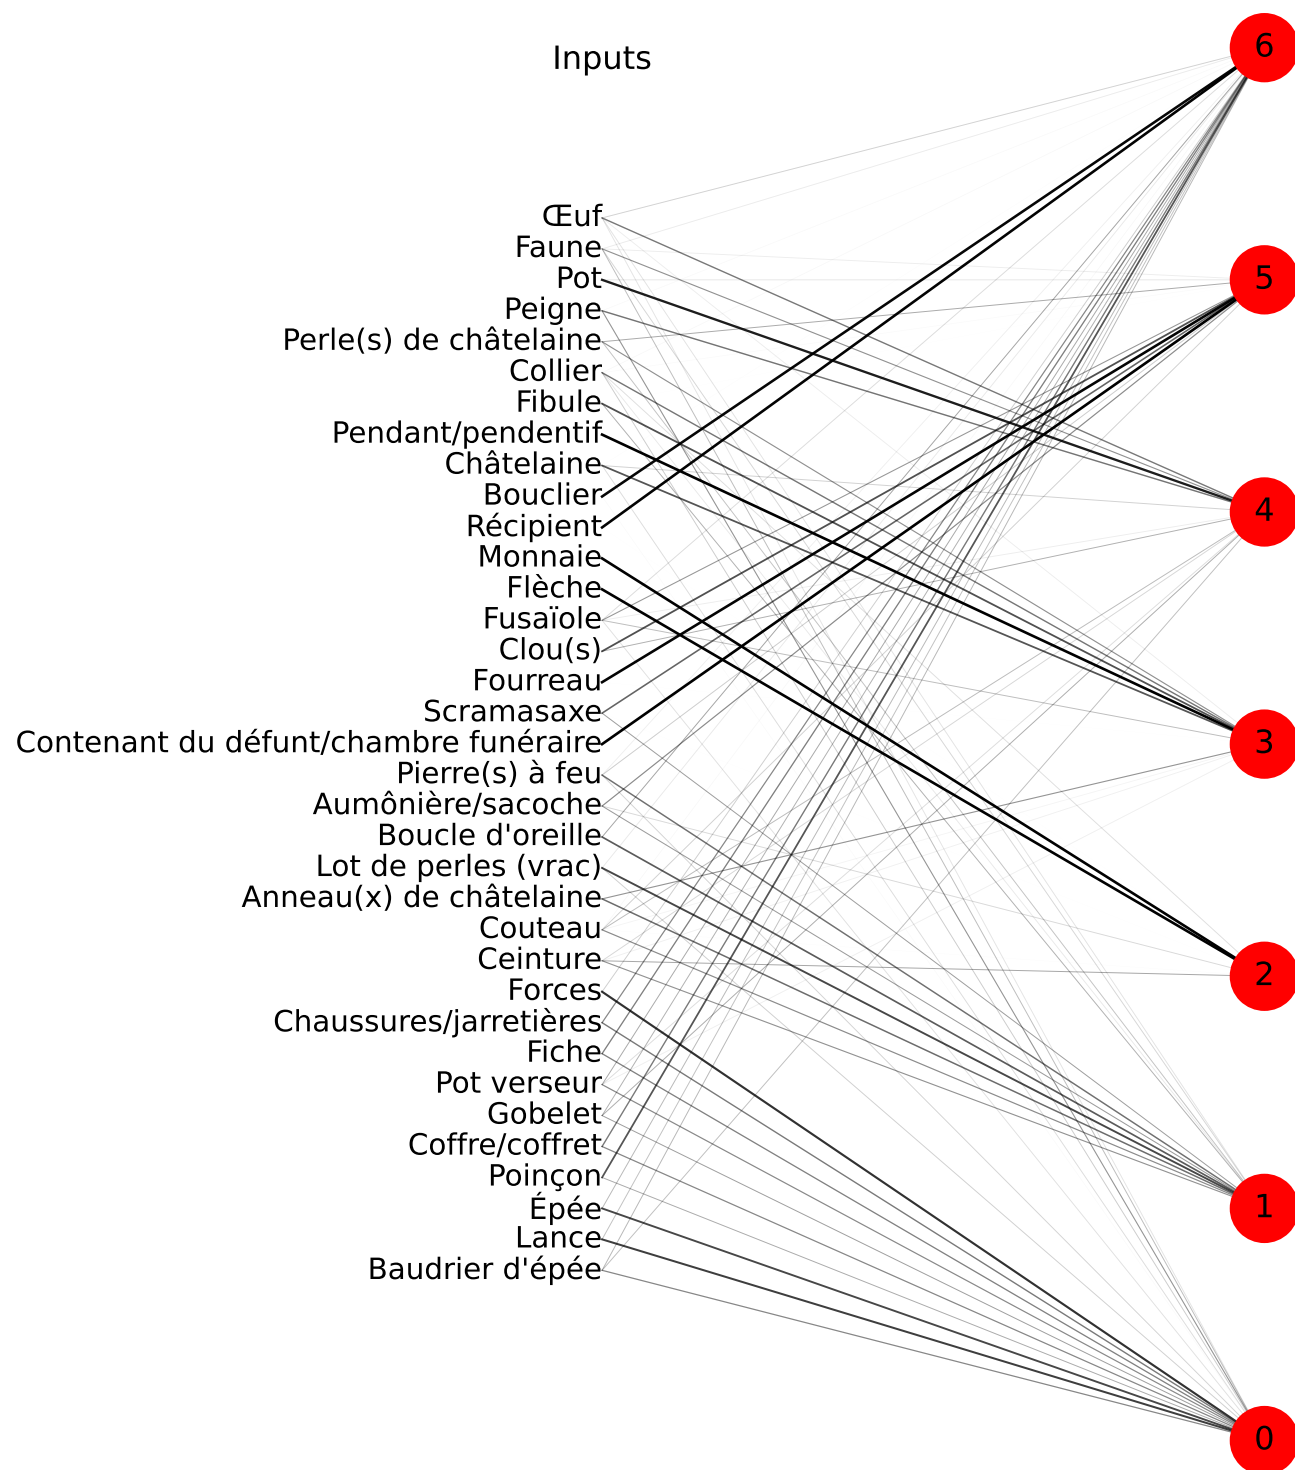 Inputs
Œuf
Faune
Pot
Peigne
Perle(s) de châtelaine
Collier
Fibule
Pendant/pendentif
Châtelaine
Bouclier
Récipient
Monnaie
Flèche
Fusaïole
Clou(s)
Fourreau
Scramasaxe
Contenant du défunt/chambre funéraire
Pierre(s) à feu
Aumônière/sacoche
Boucle d'oreille
Lot de perles (vrac)
Anneau(x) de châtelaine
Couteau
Ceinture
Forces
Chaussures/jarretières
Fiche
Pot verseur
Gobelet
Coffre/coffret
Poinçon
Épée
Lance
Baudrier d'épée
6
5
4
3
2
1
0